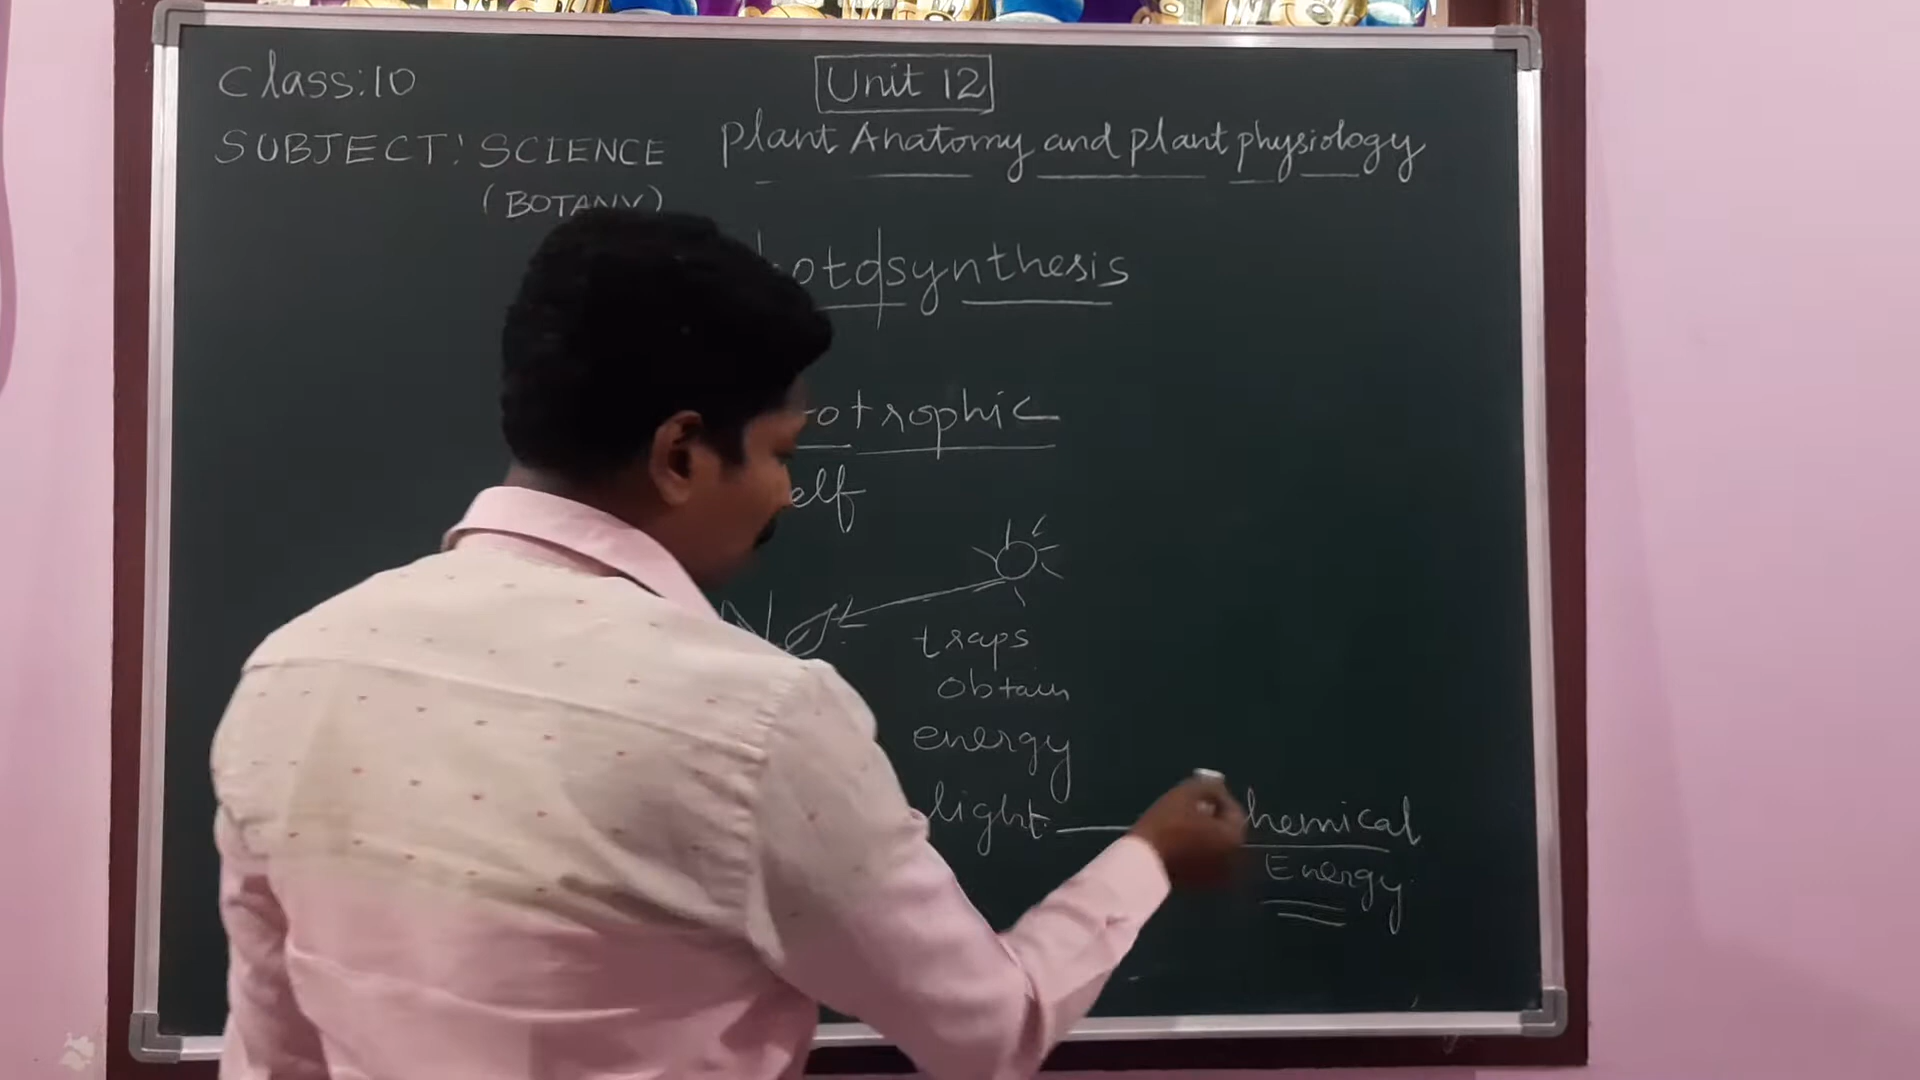 Class:10
Unit 12
SUBJECT: SCIENCE
(BOTANY)
Plant Anatomy and plant physiology
otosynthesis
otrophic
elf
traps
obtain
energy
light
hemical
Energy